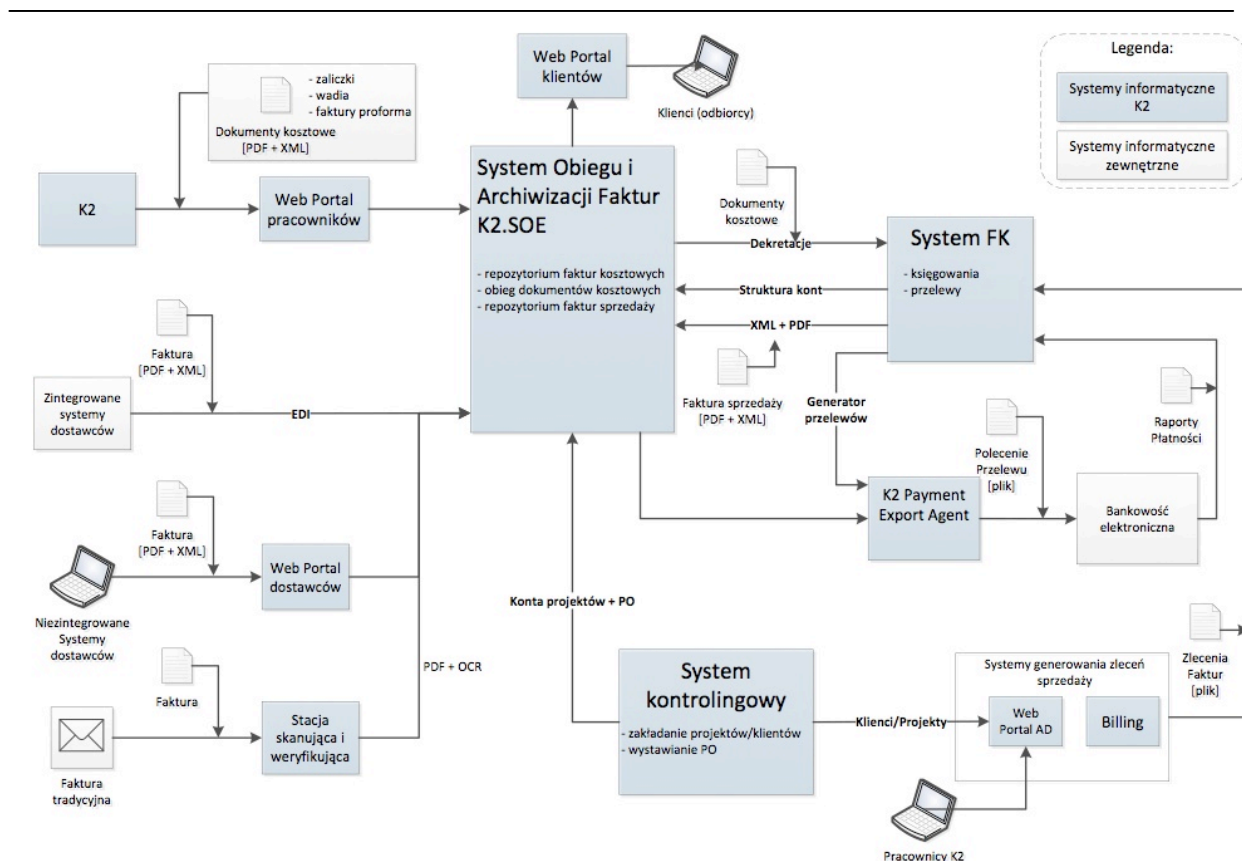 Web Portal
klientów
Klienci (odbiorcy)
Legenda:
Systemy informatyczne
K2
Systemy informatyczne
zewnętrzne
- zaliczki
- wadia
- faktury proforma
Dokumenty kosztowe
[PDF + XML]
K2
Web Portal
pracowników
System Obiegu i
Archiwizacji Faktur
K2.SOE
- repozytorium faktur kosztowych
- obieg dokumentów kosztowych
- repozytorium faktur sprzedaży
Dokumenty
kosztowe
Dekretacje
Struktura kont
XML + PDF
Faktura sprzedaży
[PDF + XML]
System FK
- księgowania
- przelewy
Generator
przelewów
Faktura
[PDF + XML]
Zintegrowane
systemy
dostawców
EDI
Polecenie
Przelewu
[plik]
Raporty
Płatności
K2 Payment
Export Agent
Bankowość
elektroniczna
Faktura
[PDF + XML]
Web Portal
dostawców
Niezintegrowane
Systemy
dostawców
PDF + OCR
Faktura
Stacja
skanująca i
weryfikująca
Faktura
tradycyjna
Konta projektów + PO
System
kontrolingowy
- zakładanie projektów/klientów
- wystawianie PO
Klienci/Projekty
Systemy generowania zleceń
sprzedaży
Web
Portal AD
Billing
Zlecenia
Faktur
[plik]
Pracownicy K2